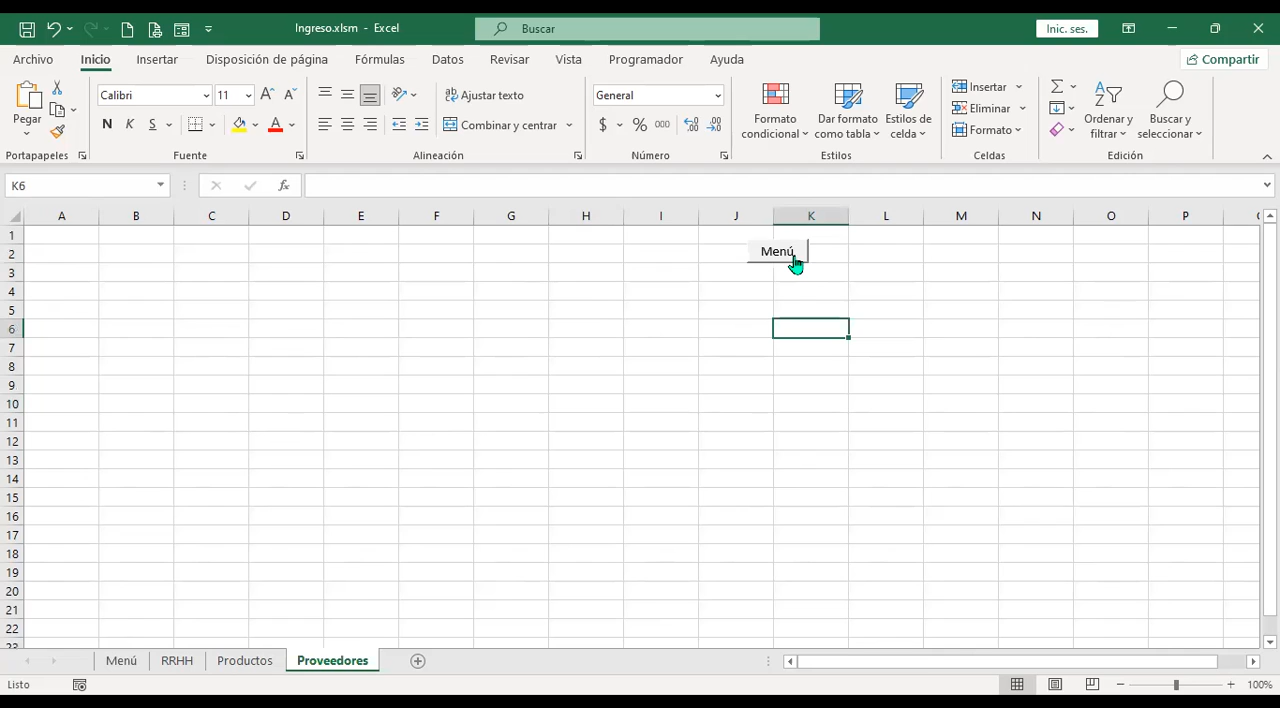 Ingreso.xlsm - Excel
Buscar
Inic. ses.
Archivo Inicio Insertar Disposición de página Fórmulas Datos Revisar Vista Programador Ayuda
Compartir
Pegar
Portapapeles
Calibri 11
N K S
Fuente
Ajustar texto
Combinar y centrar
Alineación
General
$ % 000
Número
Formato condicional
Dar formato como tabla
Estilos de celda
Estilos
Insertar
Eliminar
Formato
Celdas
Ordenar y filtrar
Buscar y seleccionar
Edición
K6
fx
A B C D E F G H I J K L M N O P
1
2
3
4
5
6
7
8
9
10
11
12
13
14
15
16
17
18
19
20
21
22
23
Menú
Menú RRHH Productos Proveedores
Listo
100%